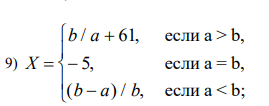 b / a + 61, если a > b,
9) X = { – 5, если a = b,
(b – a) / b, если a < b;